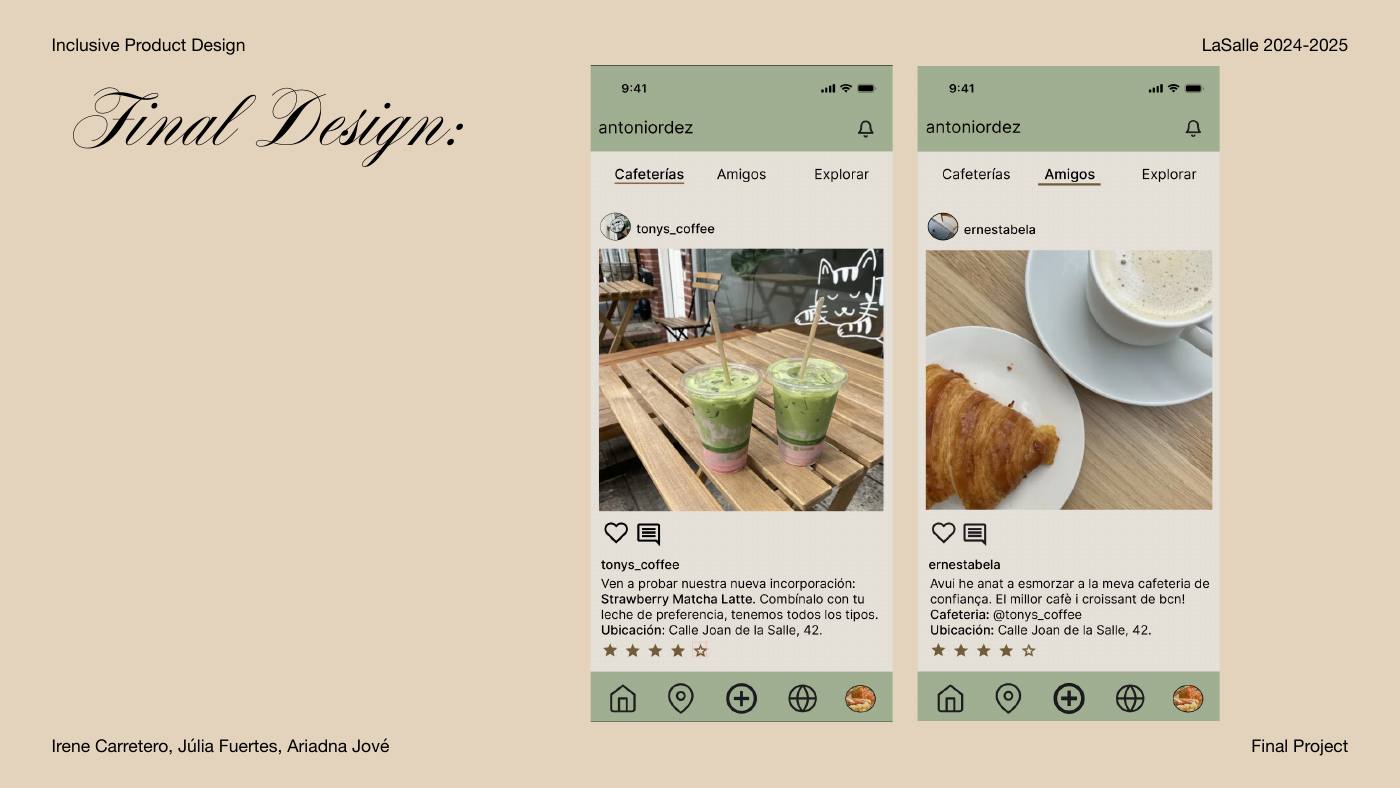 Inclusive Product Design
LaSalle 2024-2025
Final Design:
9:41
antoniordez
Cafeterías Amigos Explorar
tonys_coffee
tonys_coffee
Ven a probar nuestra nueva incorporación:
Strawberry Matcha Latte. Combínalo con tu
leche de preferencia, tenemos todos los tipos.
Ubicación: Calle Joan de la Salle, 42.
9:41
antoniordez
Cafeterías Amigos Explorar
ernestabela
ernestabela
Avui he anat a esmorzar a la meva cafeteria de
confiança. El millor cafè i croissant de bcn!
Cafeteria: @tonys_coffee
Ubicación: Calle Joan de la Salle, 42.
Irene Carretero, Júlia Fuertes, Ariadna Jové
Final Project